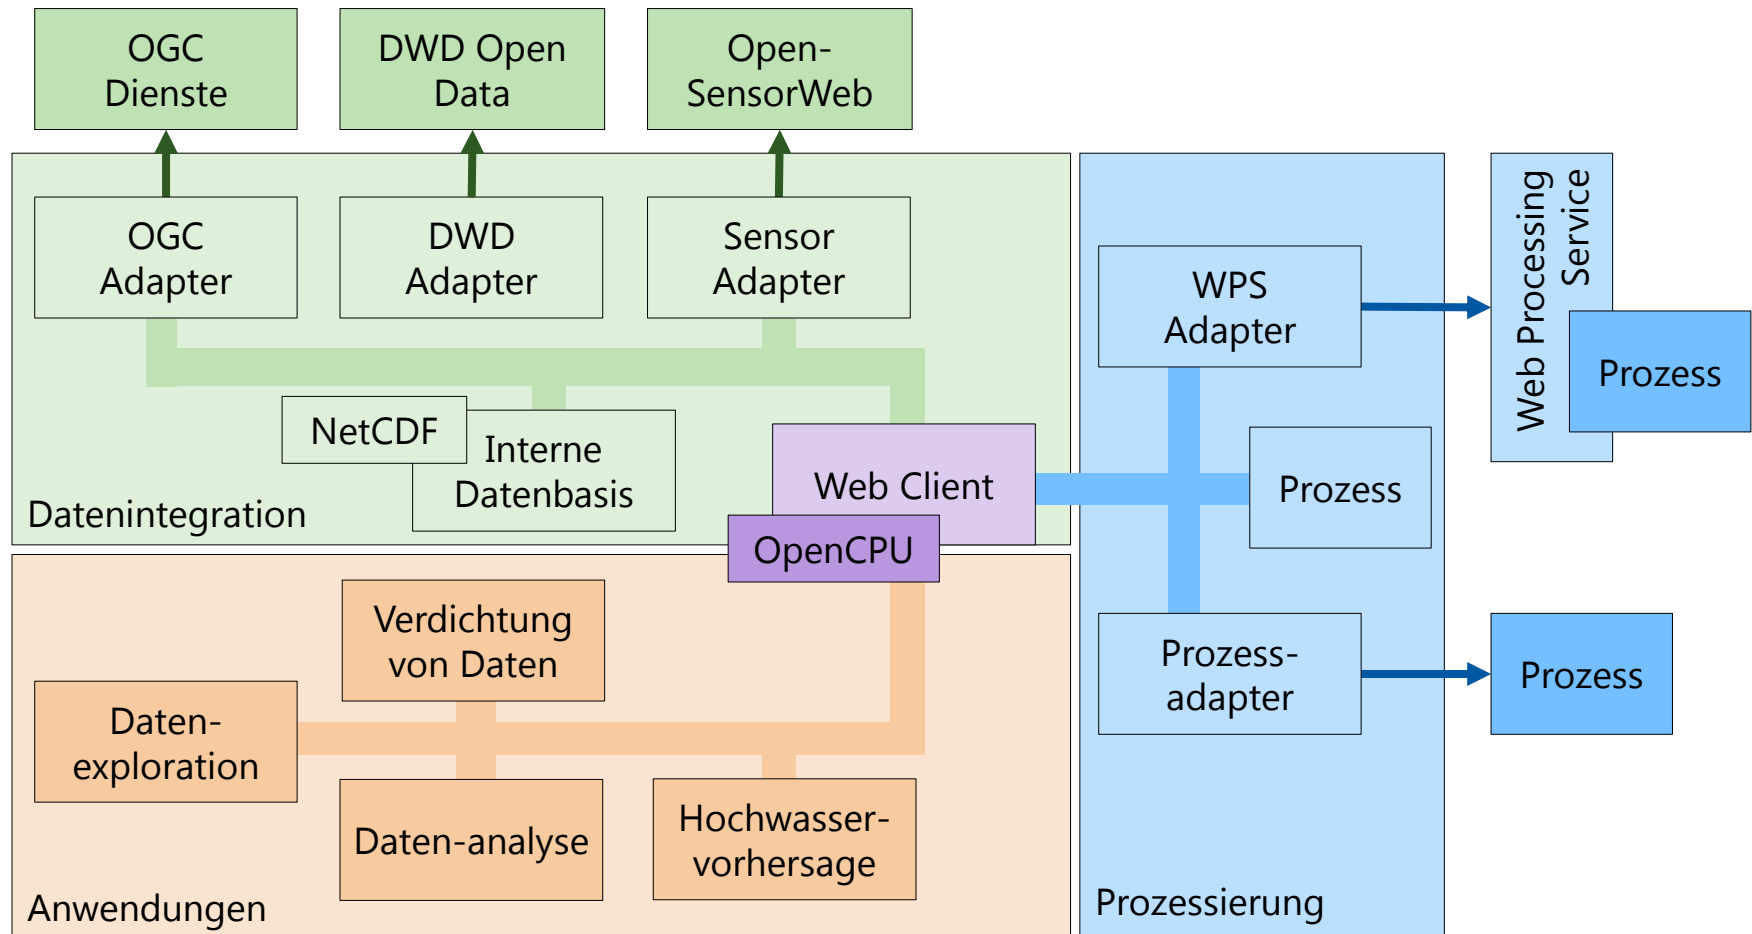 OGC
Dienste
DWD Open
Data
Open-
SensorWeb
OGC
Adapter
DWD
Adapter
Sensor
Adapter
NetCDF
Interne
Datenbasis
Web Client
OpenCPU
Datenintegration
Verdichtung
von Daten
Daten-
exploration
Daten-analyse
Hochwasser-
vorhersage
Anwendungen
WPS
Adapter
Prozess
Prozess-
adapter
Prozessierung
Web Processing
Service
Prozess
Prozess